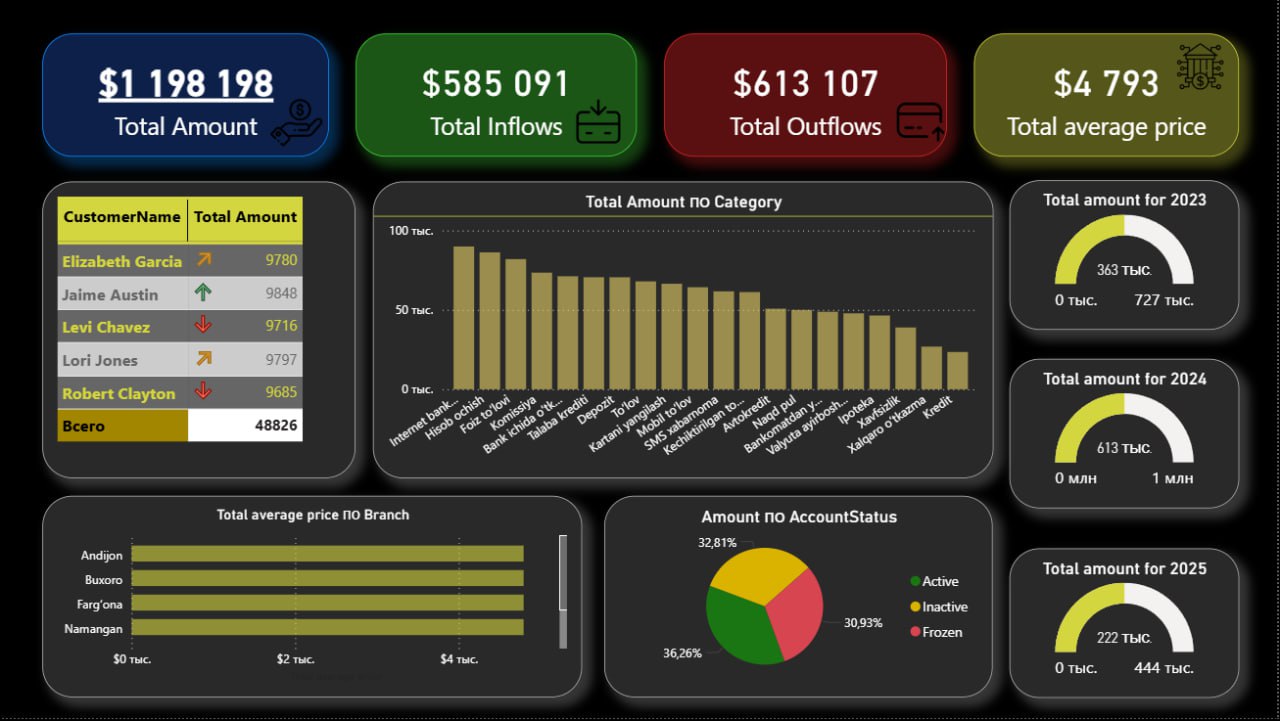 $1 198 198
Total Amount
$585 091
Total Inflows
$613 107
Total Outflows
$4 793
Total average price
CustomerName Total Amount
Elizabeth Garcia 9780
Jaime Austin 9848
Levi Chavez 9716
Lori Jones 9797
Robert Clayton 9685
Всего 48826
Total Amount по Category
100 тыс.
50 тыс.
0 тыс.
Internet bank...
Hisob ochish
Foiz to'lovi
Komissiya
Bank ichida o'tk...
Talaba krediti
Depozit
To'lov
Kartani yangilash
Mobil to'lov
SMS xabarnoma
Kechiktirilgan to...
Avtokredit
Naqd pul
Bankomatdan y...
Valyuta ayirbosh...
Ipoteka
Xavfsizlik
Xalqaro o'tkazma
Kredit
Total amount for 2023
363 тыс.
0 тыс. 727 тыс.
Total amount for 2024
613 тыс.
0 млн 1 млн
Total amount for 2025
222 тыс.
0 тыс. 444 тыс.
Total average price по Branch
Andijon
Buxoro
Farg'ona
Namangan
$0 тыс. $2 тыс. $4 тыс.
Total average price
Amount по AccountStatus
32,81%
30,93%
36,26%
Active
Inactive
Frozen